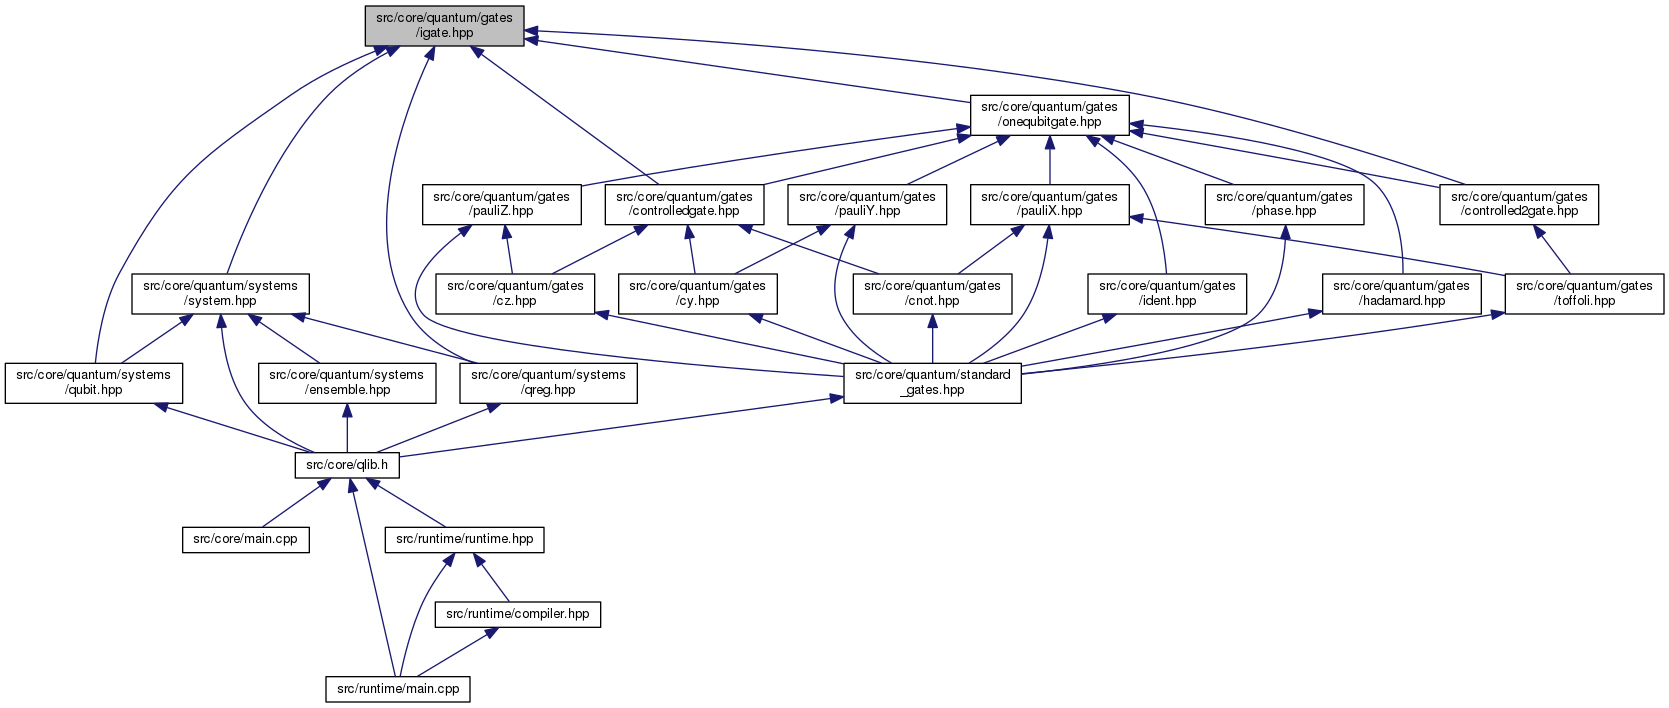 src/core/quantum/gates
/igate.hpp
src/core/quantum/gates
/onequbitgate.hpp
src/core/quantum/gates
/pauliZ.hpp
src/core/quantum/gates
/controlledgate.hpp
src/core/quantum/gates
/pauliY.hpp
src/core/quantum/gates
/pauliX.hpp
src/core/quantum/gates
/phase.hpp
src/core/quantum/gates
/controlled2gate.hpp
src/core/quantum/systems
/system.hpp
src/core/quantum/gates
/cz.hpp
src/core/quantum/gates
/cy.hpp
src/core/quantum/gates
/cnot.hpp
src/core/quantum/gates
/ident.hpp
src/core/quantum/gates
/hadamard.hpp
src/core/quantum/gates
/toffoli.hpp
src/core/quantum/systems
/qubit.hpp
src/core/quantum/systems
/ensemble.hpp
src/core/quantum/systems
/qreg.hpp
src/core/quantum/standard
_gates.hpp
src/core/qlib.h
src/core/main.cpp
src/runtime/runtime.hpp
src/runtime/compiler.hpp
src/runtime/main.cpp